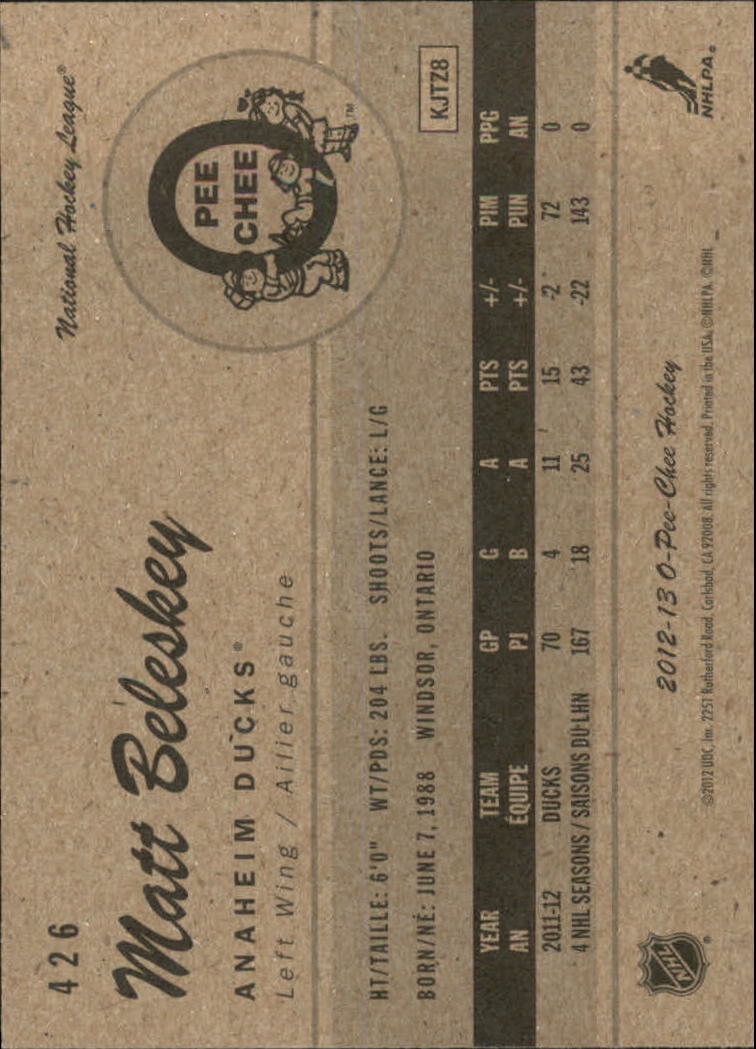 426
National Hockey League®
Matt Beleskey
PEE
CHEE
TM
ANAHEIM DUCKS®
Left Wing / Ailier gauche
HT/TAILLE: 6'0" WT/PDS: 204 LBS. SHOOTS/LANCE: L/G
BORN/NÉ: JUNE 7, 1988 WINDSOR, ONTARIO
KJTZ8
YEAR TEAM GP G A PTS +/- PIM PPG
AN ÉQUIPE PJ B A PTS +/- PUN AN
2011-12 DUCKS 70 4 11 15 -2 72 0
4 NHL SEASONS / SAISONS DU LHN 167 18 25 43 -22 143 0
NHL®
2012-13 O-Pee-Chee Hockey
NHLPA®
©2012 UDC, Inc. 2251 Rutherford Road, Carlsbad, CA 92008. All rights reserved. Printed in the USA. ©NHLPA. ©NHL